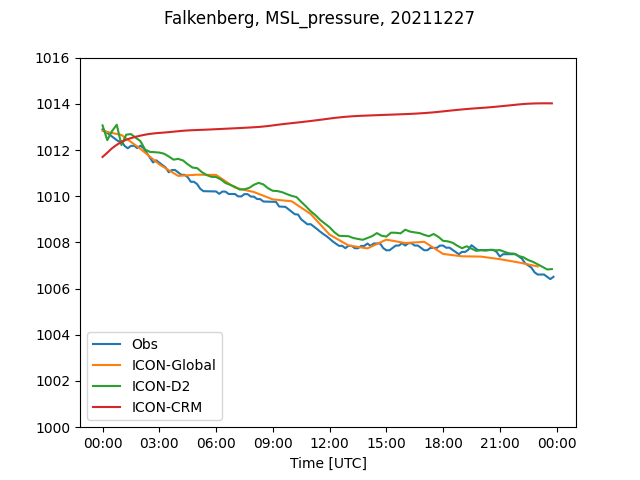 Falkenberg, MSL_pressure, 20211227
1016
1014
1012
1010
1008
1006
1004
1002
1000
Obs
ICON-Global
ICON-D2
ICON-CRM
00:00 03:00 06:00 09:00 12:00 15:00 18:00 21:00 00:00
Time [UTC]